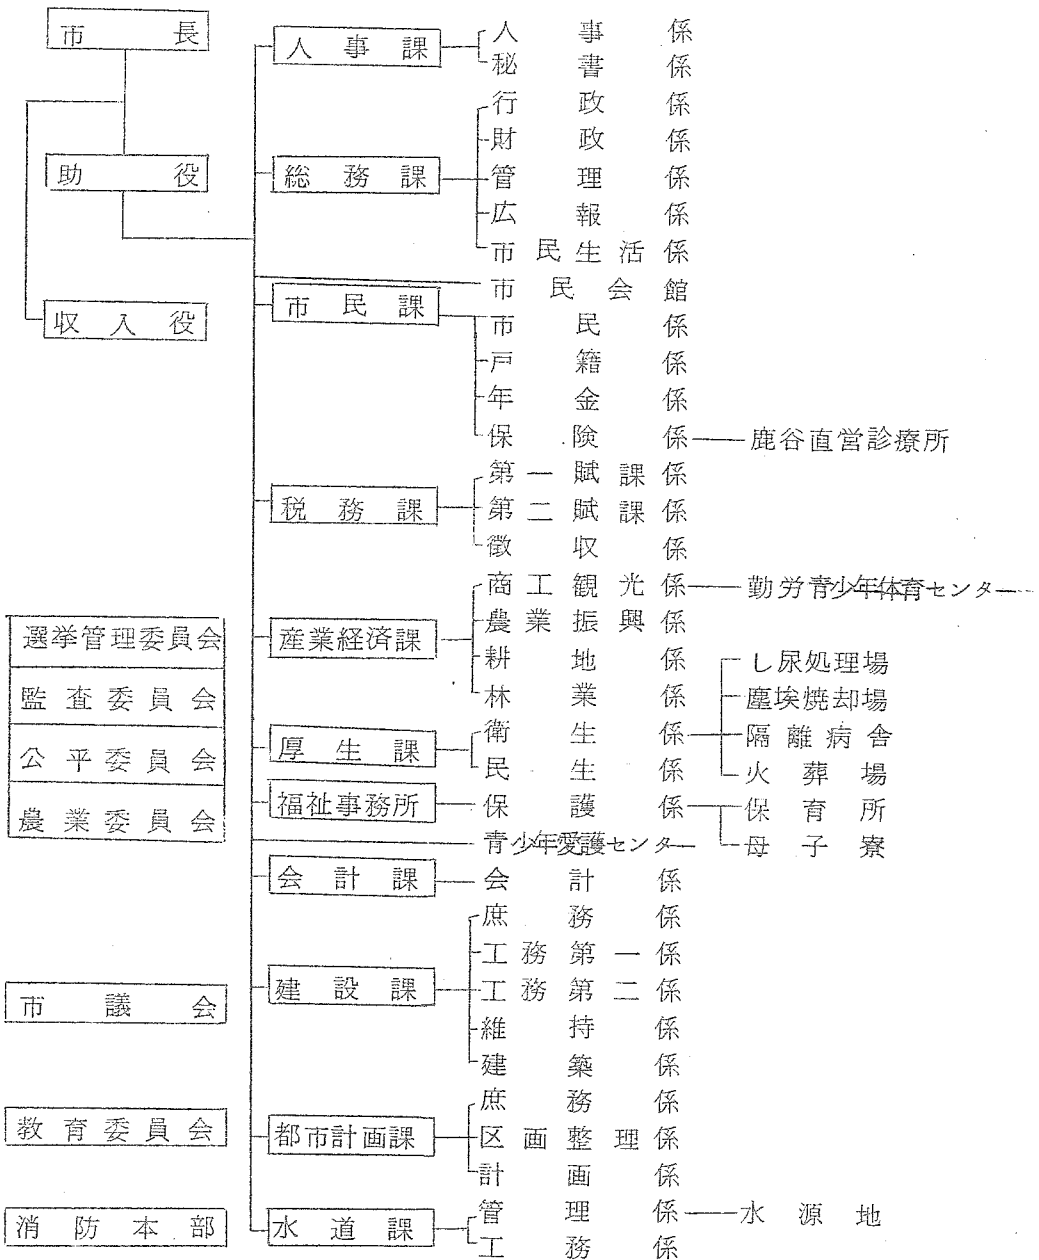 市長
助役
収入役
選挙管理委員会
監査委員会
公平委員会
農業委員会
市議会
教育委員会
消防本部
人事課
人事係
秘書係
総務課
行政係
財政係
管理係
広報係
市民生活係
市民会館
市民課
市民係
戸籍係
年金係
保険係
鹿谷直営診療所
税務課
第一賦課係
第二賦課係
徴収係
産業経済課
商工観光係
勤労青少年体育センター
農業振興係
耕地係
林業係
厚生課
衛生係
し尿処理場
塵埃焼却場
隔離病舎
火葬場
民生係
福祉事務所
保護係
保育所
母子寮
青少年愛護センター
会計課
会計係
建設課
庶務係
工務第一係
工務第二係
維持係
建築係
都市計画課
庶務係
区画整理係
計画係
水道課
管理係
水源地
工務係